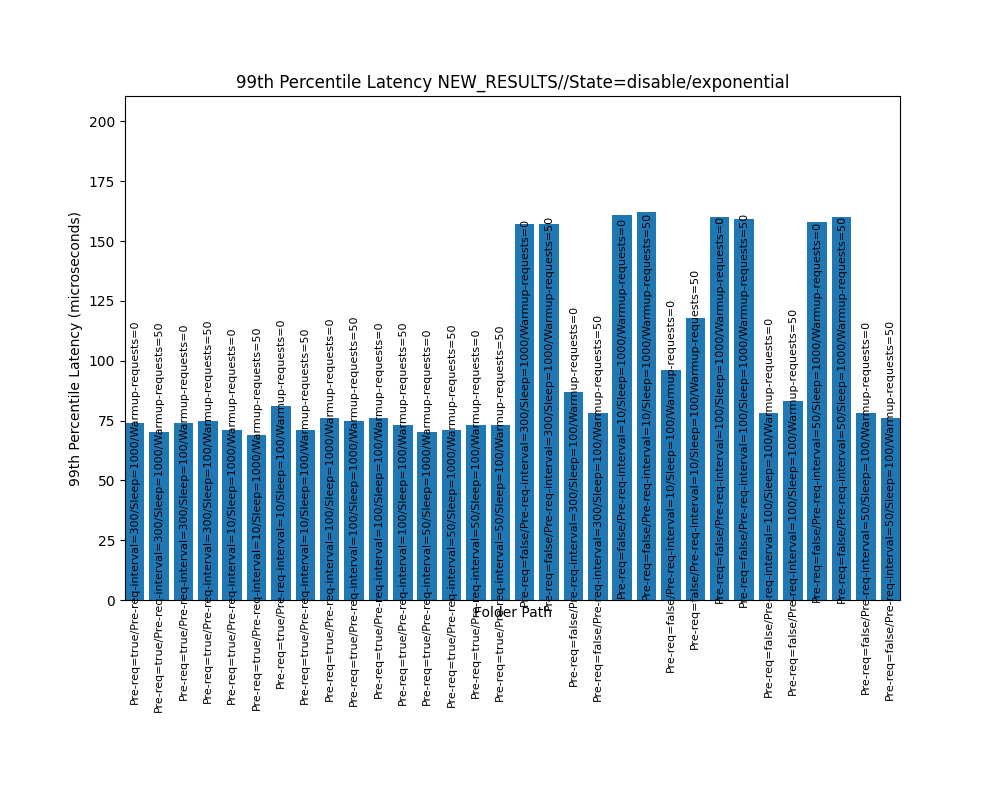 99th Percentile Latency NEW_RESULTS//State=disable/exponential
99th Percentile Latency (microseconds)
200
175
150
125
100
75
50
25
0
Pre-req=true/Pre-req-interval=300/Sleep=1000/Warmup-requests=0
Pre-req=true/Pre-req-interval=300/Sleep=1000/Warmup-requests=50
Pre-req=true/Pre-req-interval=300/Sleep=100/Warmup-requests=0
Pre-req=true/Pre-req-interval=300/Sleep=100/Warmup-requests=50
Pre-req=true/Pre-req-interval=10/Sleep=1000/Warmup-requests=0
Pre-req=true/Pre-req-interval=10/Sleep=1000/Warmup-requests=50
Pre-req=true/Pre-req-interval=10/Sleep=100/Warmup-requests=0
Pre-req=true/Pre-req-interval=10/Sleep=100/Warmup-requests=50
Pre-req=true/Pre-req-interval=100/Sleep=1000/Warmup-requests=0
Pre-req=true/Pre-req-interval=100/Sleep=1000/Warmup-requests=50
Pre-req=true/Pre-req-interval=100/Sleep=100/Warmup-requests=0
Pre-req=true/Pre-req-interval=100/Sleep=100/Warmup-requests=50
Pre-req=true/Pre-req-interval=50/Sleep=1000/Warmup-requests=0
Pre-req=true/Pre-req-interval=50/Sleep=1000/Warmup-requests=50
Pre-req=true/Pre-req-interval=50/Sleep=100/Warmup-requests=0
Pre-req=true/Pre-req-interval=50/Sleep=100/Warmup-requests=50
Pre-req=false/Pre-req-interval=300/Sleep=1000/Warmup-requests=0
Pre-req=false/Pre-req-interval=300/Sleep=1000/Warmup-requests=50
Pre-req=false/Pre-req-interval=300/Sleep=100/Warmup-requests=0
Pre-req=false/Pre-req-interval=300/Sleep=100/Warmup-requests=50
Pre-req=false/Pre-req-interval=10/Sleep=1000/Warmup-requests=0
Pre-req=false/Pre-req-interval=10/Sleep=1000/Warmup-requests=50
Pre-req=false/Pre-req-interval=10/Sleep=100/Warmup-requests=0
Pre-req=false/Pre-req-interval=10/Sleep=100/Warmup-requests=50
Pre-req=false/Pre-req-interval=100/Sleep=1000/Warmup-requests=0
Pre-req=false/Pre-req-interval=100/Sleep=1000/Warmup-requests=50
Pre-req=false/Pre-req-interval=100/Sleep=100/Warmup-requests=0
Pre-req=false/Pre-req-interval=100/Sleep=100/Warmup-requests=50
Pre-req=false/Pre-req-interval=50/Sleep=1000/Warmup-requests=0
Pre-req=false/Pre-req-interval=50/Sleep=1000/Warmup-requests=50
Pre-req=false/Pre-req-interval=50/Sleep=100/Warmup-requests=0
Pre-req=false/Pre-req-interval=50/Sleep=100/Warmup-requests=50
Folder Path